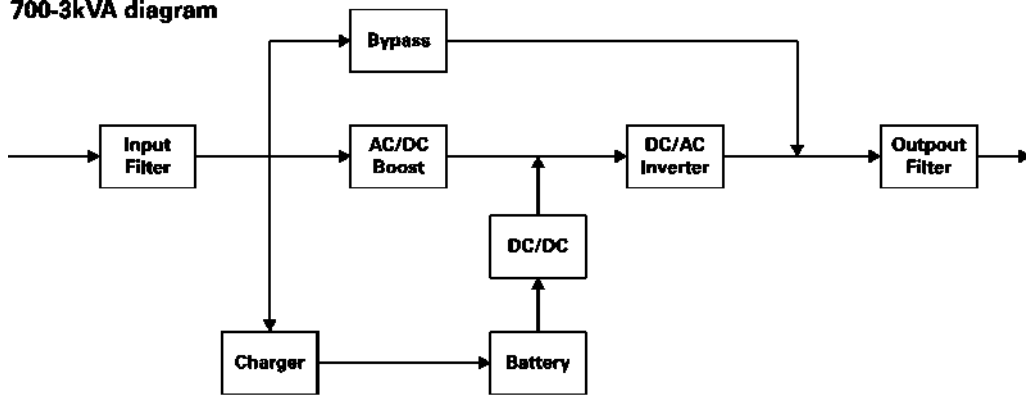 700-3kVA diagram
Bypass
Input
Filter
AC/DC
Boost
DC/AC
Inverter
Outpout
Filter
DC/DC
Charger
Battery